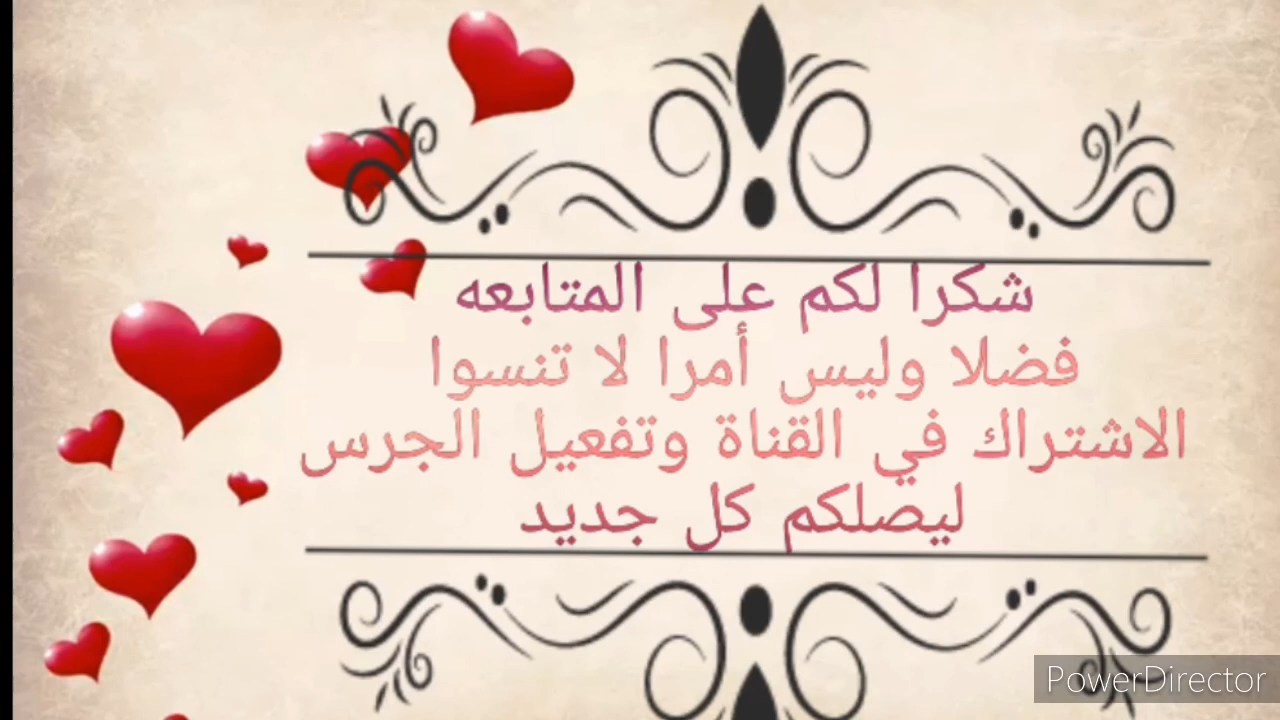 شكرا لكم على المتابعه
فضلا وليس أمرا لا تنسوا
الاشتراك في القناة وتفعيل الجرس
ليصلكم كل جديد
PowerDirector